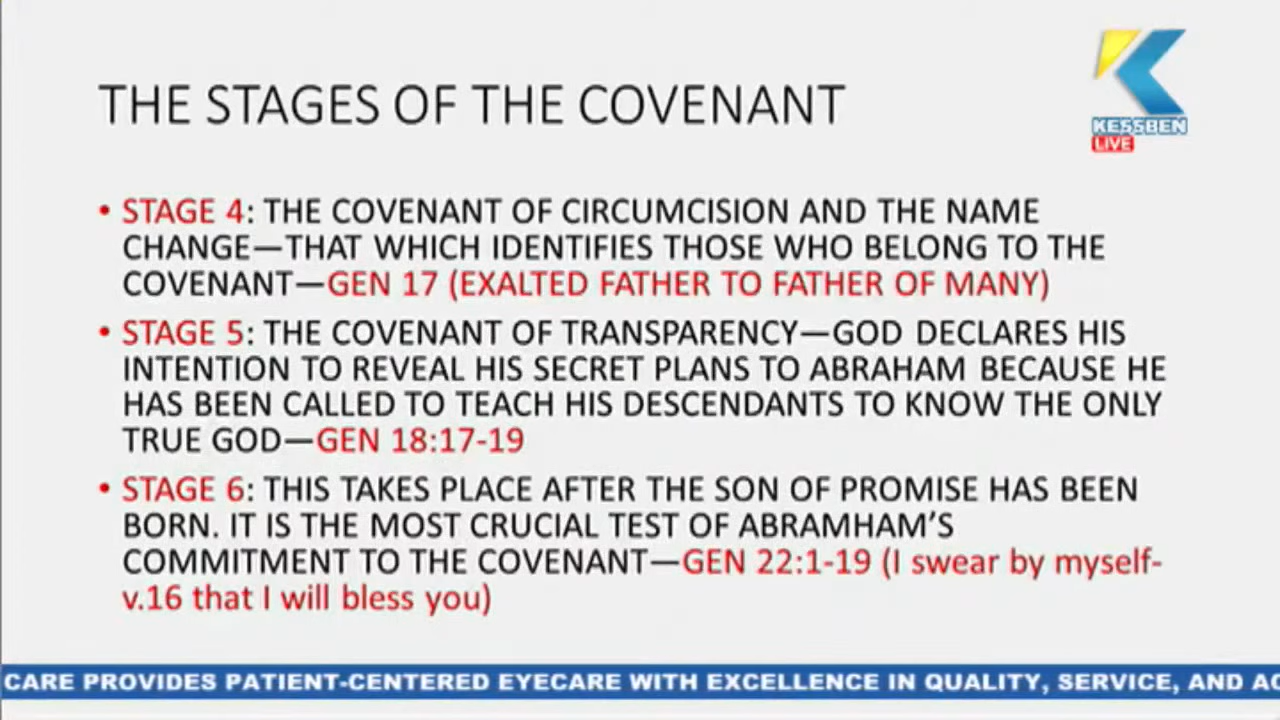 THE STAGES OF THE COVENANT
KESSBEN
LIVE
• STAGE 4: THE COVENANT OF CIRCUMCISION AND THE NAME
CHANGE—THAT WHICH IDENTIFIES THOSE WHO BELONG TO THE
COVENANT—GEN 17 (EXALTED FATHER TO FATHER OF MANY)
• STAGE 5: THE COVENANT OF TRANSPARENCY—GOD DECLARES HIS
INTENTION TO REVEAL HIS SECRET PLANS TO ABRAHAM BECAUSE HE
HAS BEEN CALLED TO TEACH HIS DESCENDANTS TO KNOW THE ONLY
TRUE GOD—GEN 18:17-19
• STAGE 6: THIS TAKES PLACE AFTER THE SON OF PROMISE HAS BEEN
BORN. IT IS THE MOST CRUCIAL TEST OF ABRAMHAM’S
COMMITMENT TO THE COVENANT—GEN 22:1-19 (I swear by myself-
v.16 that I will bless you)
CARE PROVIDES PATIENT-CENTERED EYECARE WITH EXCELLENCE IN QUALITY, SERVICE, AND